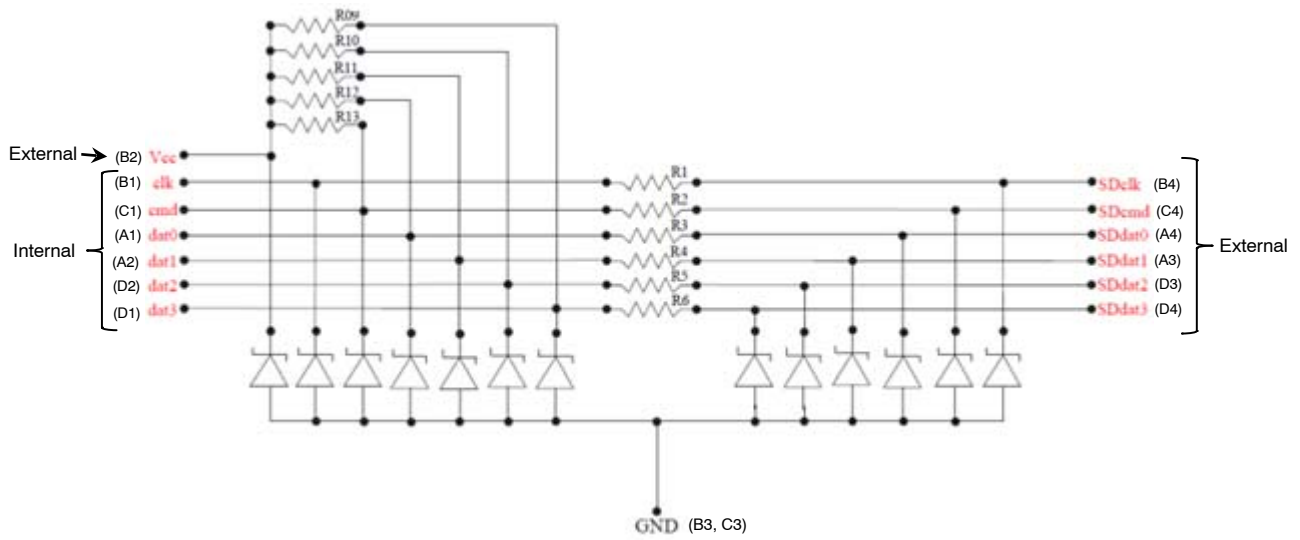 R09
R10
R11
R12
R13
External (B2) Vcc
(B1) clk R1 SDclk (B4)
(C1) cmd R2 SDcmd (C4)
(A1) dat0 R3 SDdat0 (A4)
Internal External
(A2) dat1 R4 SDdat1 (A3)
(D2) dat2 R5 SDdat2 (D3)
(D1) dat3 R6 SDdat3 (D4)
GND (B3, C3)